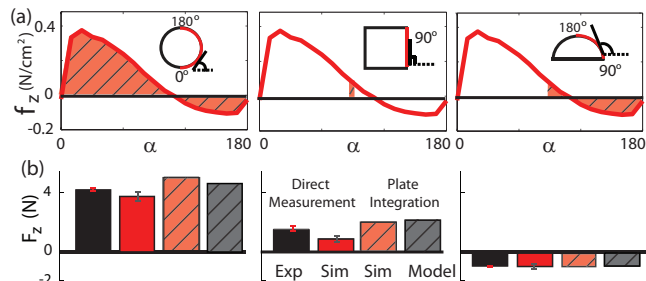 (a)
f_z (N/cm²)
0.4
0
-0.2
180°
0°
90°
180°
90°
0 α 180
0 α 180
0 α 180
(b)
F_z (N)
4
0
-2
Direct Measurement
Plate Integration
Exp Sim Sim Model